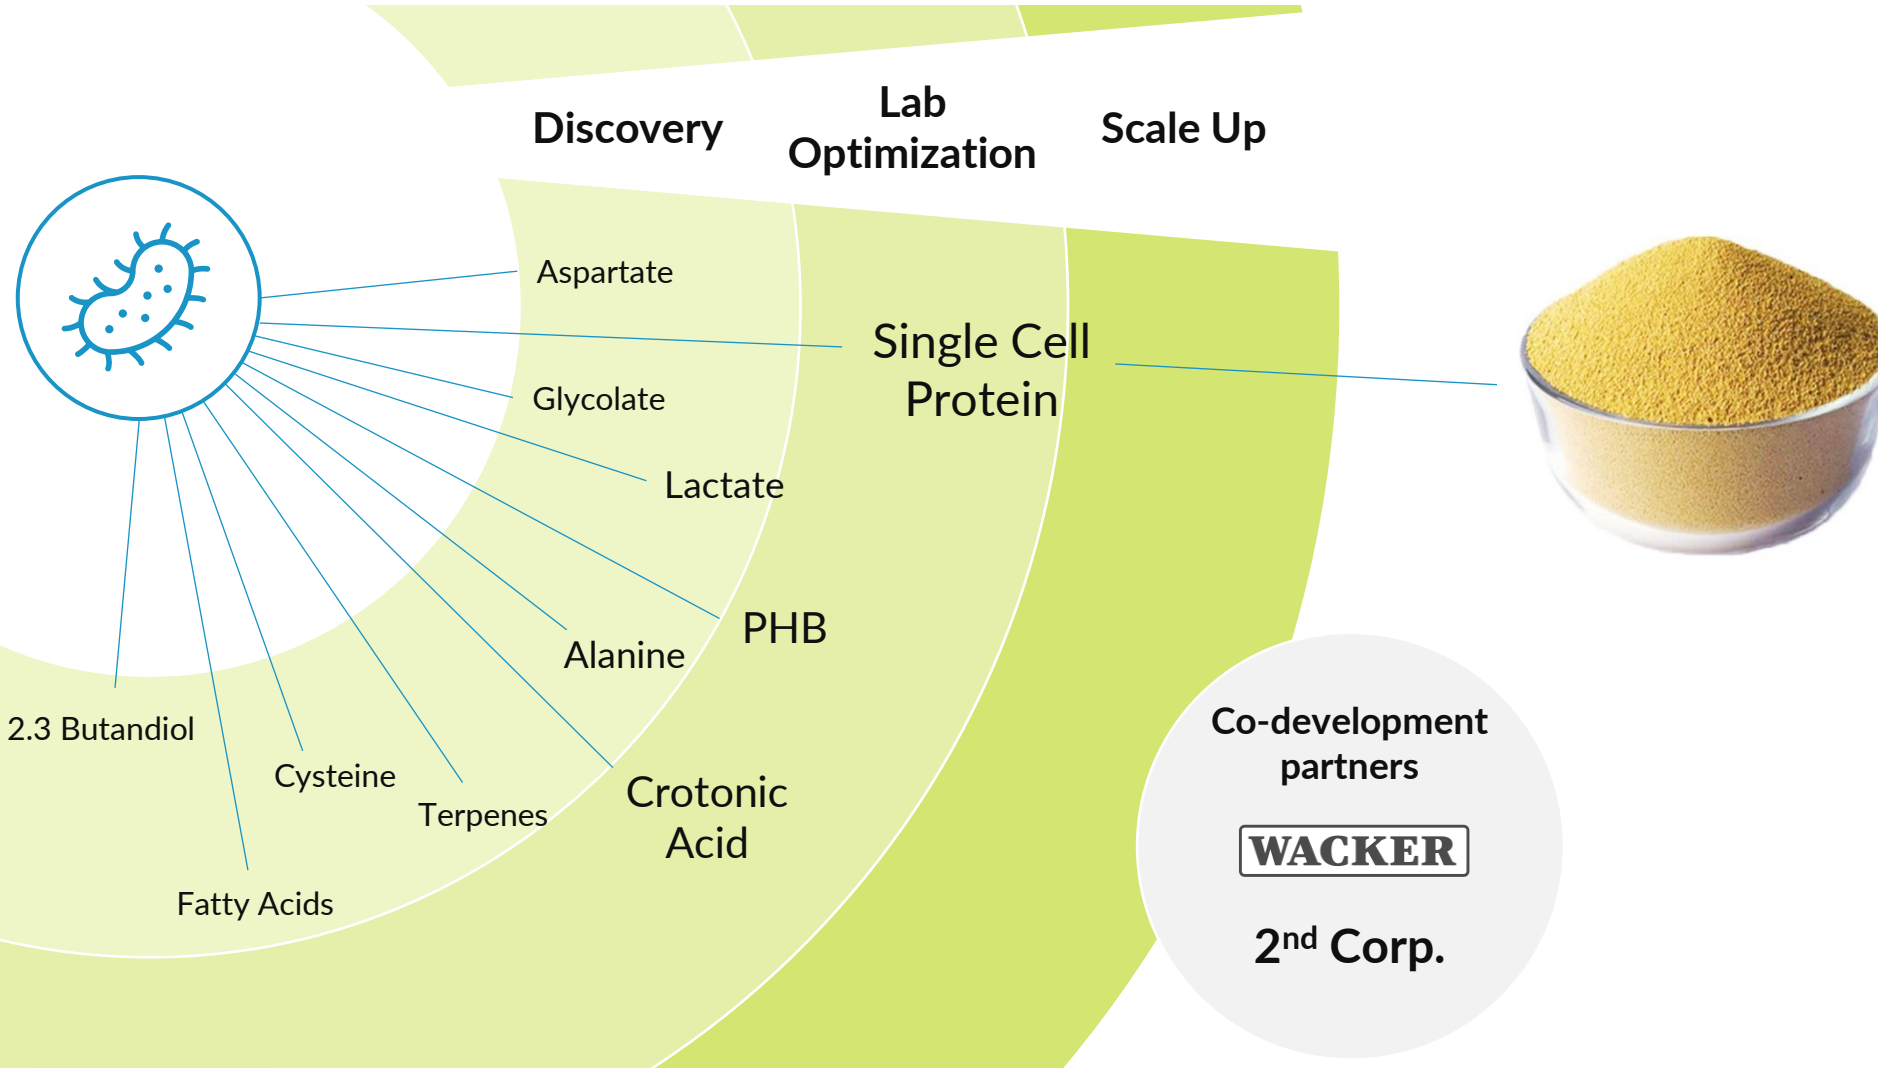 Discovery
Lab
Optimization
Scale Up
Aspartate
Single Cell
Protein
Glycolate
Lactate
PHB
Alanine
2.3 Butandiol
Cysteine
Terpenes
Crotonic
Acid
Fatty Acids
Co-development
partners
WACKER
2nd Corp.